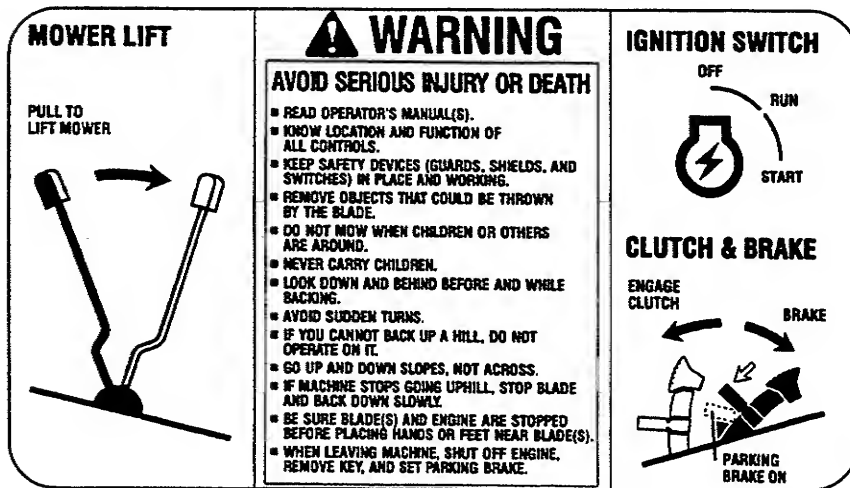 MOWER LIFT
PULL TO
LIFT MOWER
WARNING
AVOID SERIOUS INJURY OR DEATH
■ READ OPERATOR'S MANUAL(S).
■ KNOW LOCATION AND FUNCTION OF
ALL CONTROLS.
■ KEEP SAFETY DEVICES (GUARDS, SHIELDS, AND
SWITCHES) IN PLACE AND WORKING.
■ REMOVE OBJECTS THAT COULD BE THROWN
BY THE BLADE.
■ DO NOT MOW WHEN CHILDREN OR OTHERS
ARE AROUND.
■ NEVER CARRY CHILDREN.
■ LOOK DOWN AND BEHIND BEFORE AND WHILE
BACKING.
■ AVOID SUDDEN TURNS.
■ IF YOU CANNOT BACK UP A HILL, DO NOT
OPERATE ON IT.
■ GO UP AND DOWN SLOPES, NOT ACROSS.
■ IF MACHINE STOPS GOING UPHILL, STOP BLADE
AND BACK DOWN SLOWLY.
■ BE SURE BLADE(S) AND ENGINE ARE STOPPED
BEFORE PLACING HANDS OR FEET NEAR BLADE(S).
■ WHEN LEAVING MACHINE, SHUT OFF ENGINE,
REMOVE KEY, AND SET PARKING BRAKE.
IGNITION SWITCH
OFF
RUN
START
CLUTCH & BRAKE
ENGAGE
CLUTCH
BRAKE
PARKING
BRAKE ON